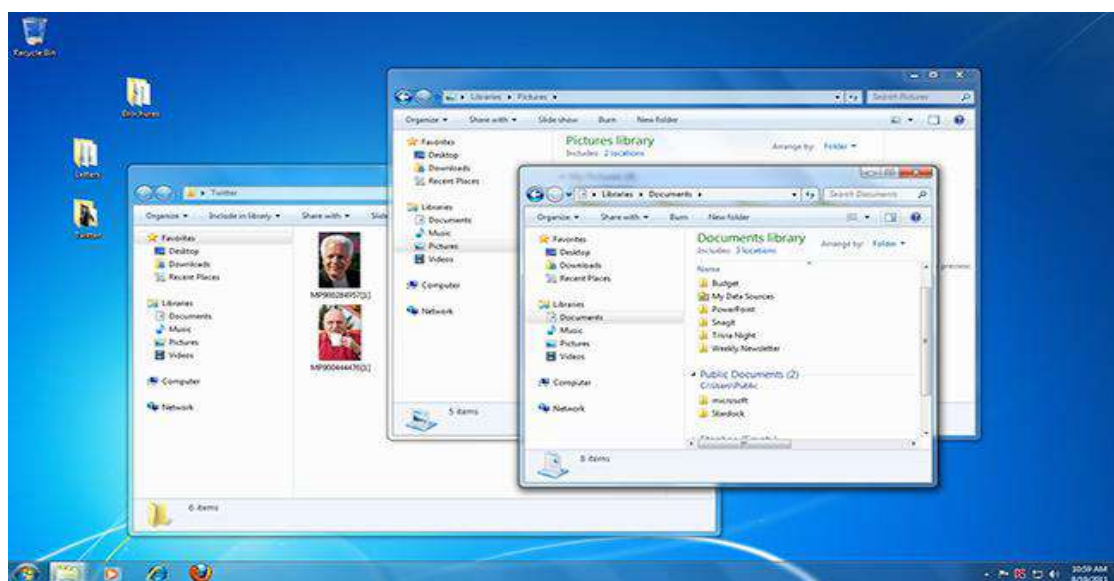 Recycle Bin
Brochures
Letters
Twitter
Libraries ▸ Pictures ▸
Search Pictures
Organize ▾ Share with ▾ Slide show Burn New folder
Favorites
Desktop
Downloads
Recent Places
Libraries
Documents
Music
Pictures
Videos
Computer
Network
Pictures library
Includes: 2 locations
Arrange by: Folder ▾
preview.
5 items
Twitter
Organize ▾ Include in library ▾ Share with ▾ Slide
Favorites
Desktop
Downloads
Recent Places
Libraries
Documents
Music
Pictures
Videos
Computer
Network
6 items
Libraries ▸ Documents ▸
Search Documents
Organize ▾ Share with ▾ Burn New folder
Favorites
Desktop
Downloads
Recent Places
Libraries
Documents
Music
Pictures
Videos
Computer
Network
Documents library
Includes: 3 locations
Arrange by: Folder ▾
Name
Budget
My Data Sources
PowerPoint
SnagIt
Trivia Night
Weekly Newsletter
Public Documents (2)
C:\Users\Public
microsoft
Stardock
8 items
10:59 AM